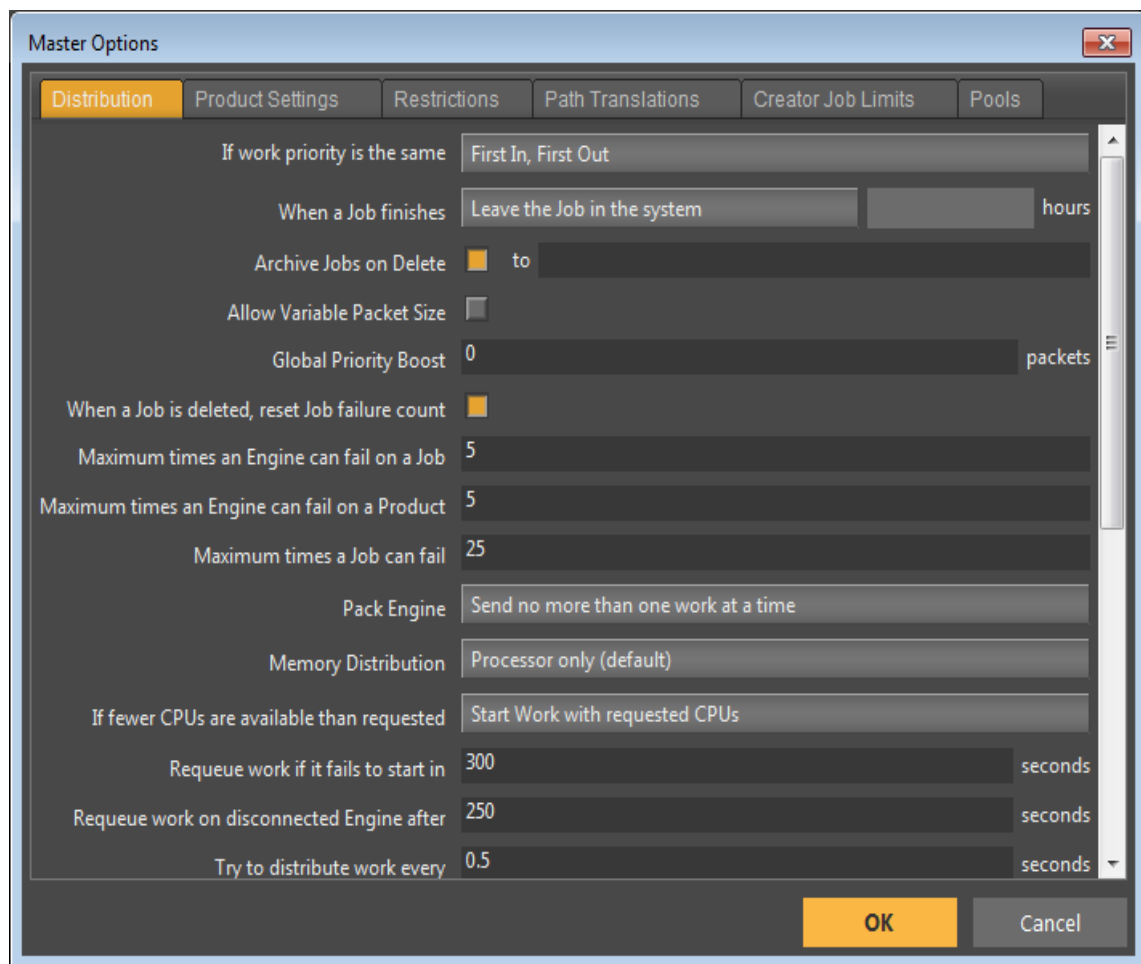 Master Options
Distribution Product Settings Restrictions Path Translations Creator Job Limits Pools
If work priority is the same First In, First Out
When a Job finishes Leave the Job in the system hours
Archive Jobs on Delete to
Allow Variable Packet Size
Global Priority Boost 0 packets
When a Job is deleted, reset Job failure count
Maximum times an Engine can fail on a Job 5
Maximum times an Engine can fail on a Product 5
Maximum times a Job can fail 25
Pack Engine Send no more than one work at a time
Memory Distribution Processor only (default)
If fewer CPUs are available than requested Start Work with requested CPUs
Requeue work if it fails to start in 300 seconds
Requeue work on disconnected Engine after 250 seconds
Try to distribute work every 0.5 seconds
OK Cancel